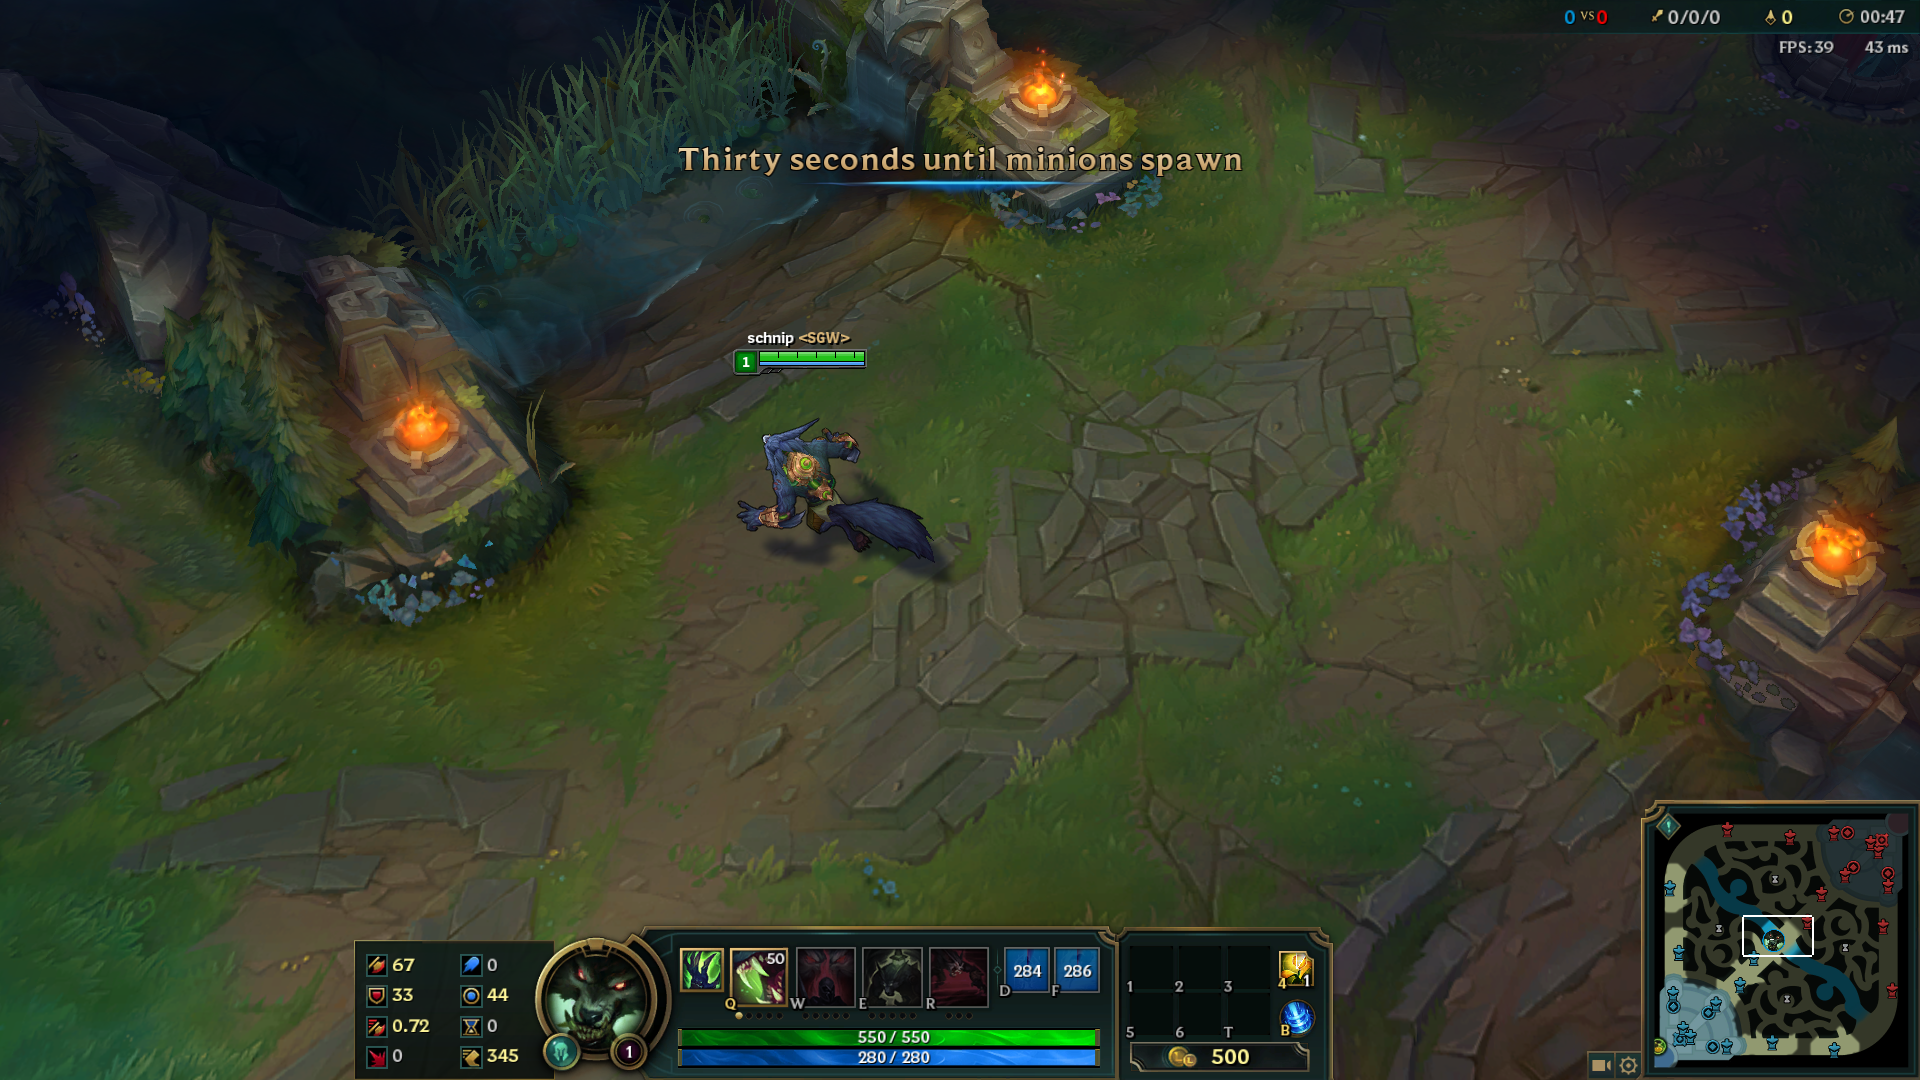 0 vs 0 0/0/0 0 00:47
FPS: 39 43 ms
Thirty seconds until minions spawn
schnip <SGW>
1
67 0
33 44
0.72 0
0 345
1
50
Q W E R
284 286
D F
550 / 550
280 / 280
1 2 3 4 1
5 6 T B
500